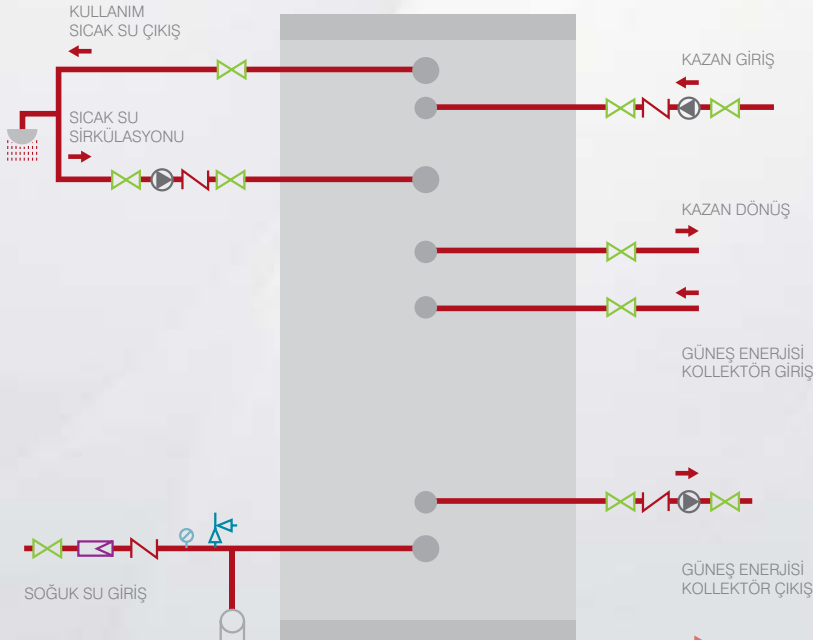 KULLANIM
SICAK SU ÇIKIŞ
SICAK SU
SİRKÜLASYONU
SOĞUK SU GİRİŞ
KAZAN GİRİŞ
KAZAN DÖNÜŞ
GÜNEŞ ENERJİSİ
KOLLEKTÖR GİRİŞ
GÜNEŞ ENERJİSİ
KOLLEKTÖR ÇIKIŞ